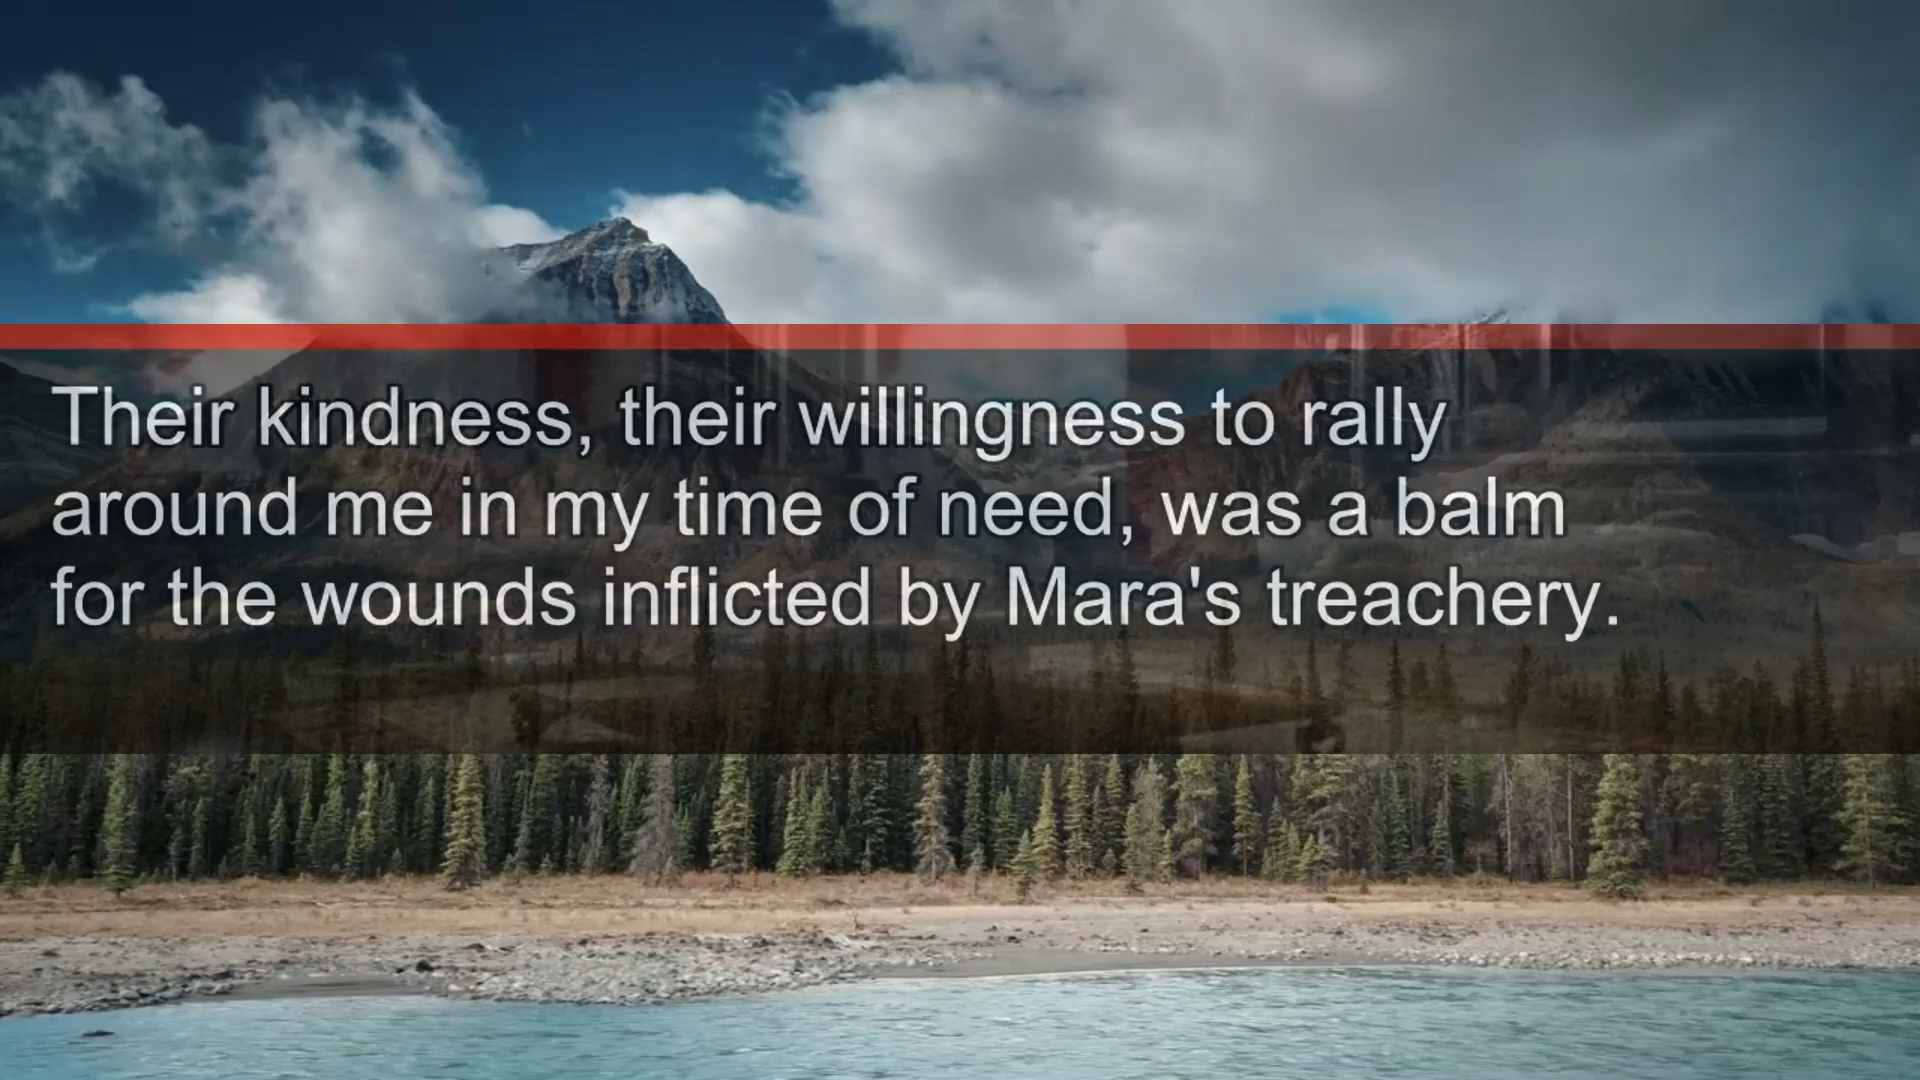 Their kindness, their willingness to rally
around me in my time of need, was a balm
for the wounds inflicted by Mara's treachery.